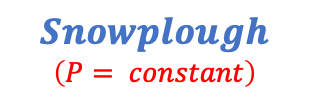 Snowplough
(P = constant)